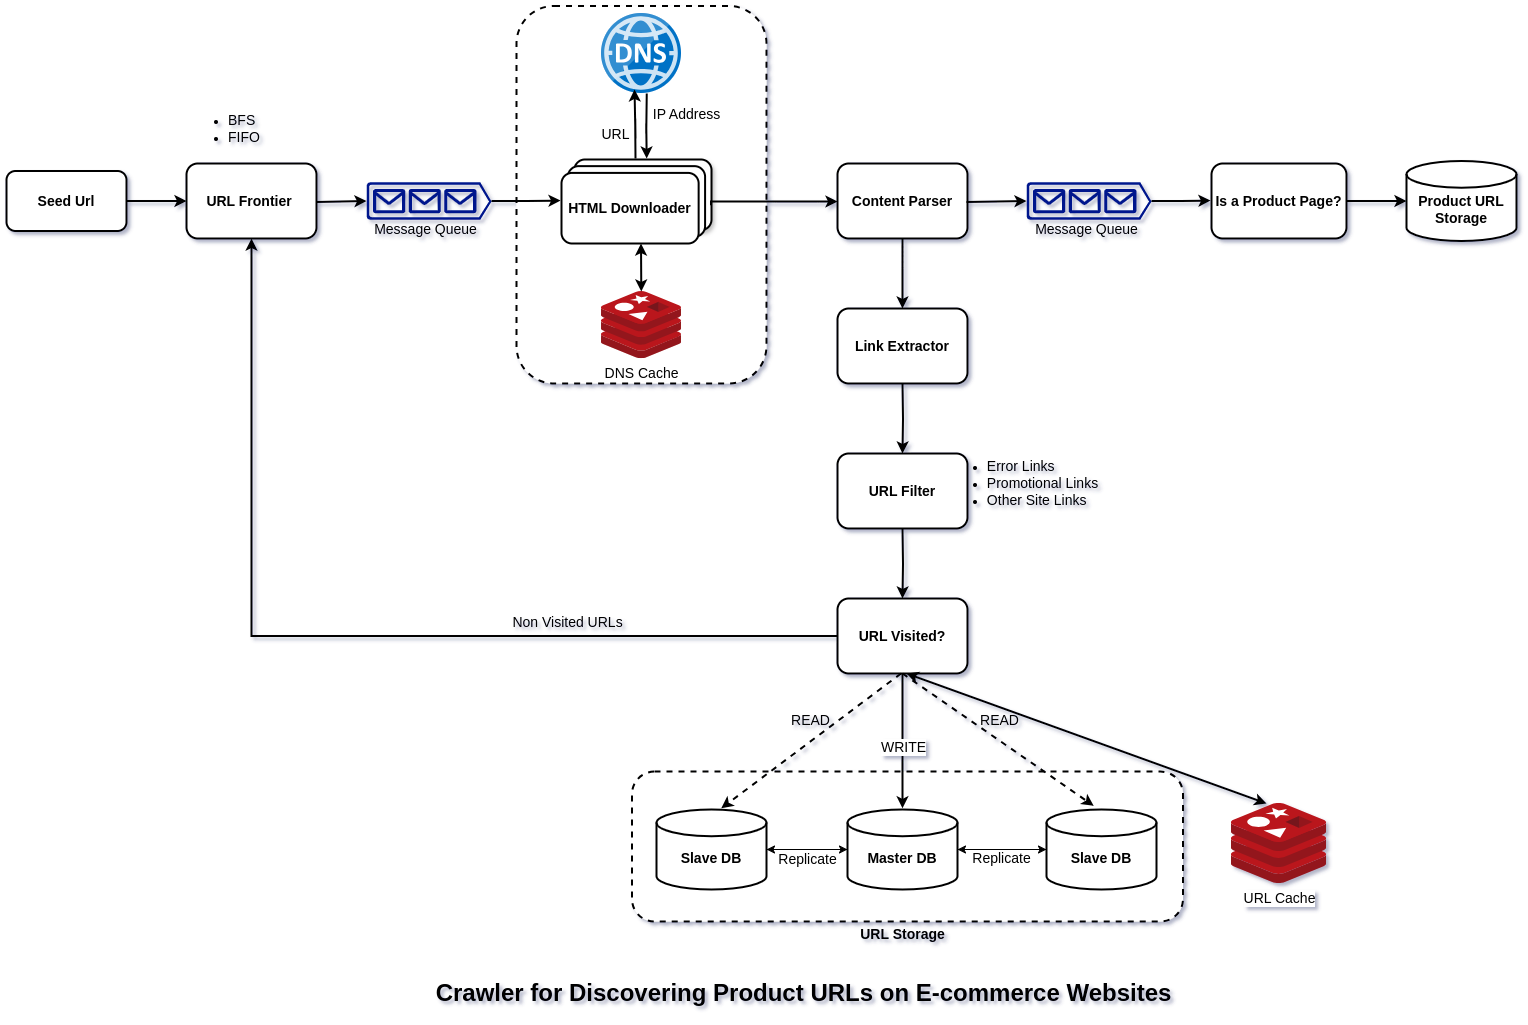 DNS
IP Address
URL
BFS
FIFO
Seed Url
URL Frontier
Message Queue
HTML Downloader
DNS Cache
Content Parser
Message Queue
Is a Product Page?
Product URL
Storage
Link Extractor
URL Filter
Error Links
Promotional Links
Other Site Links
Non Visited URLs
URL Visited?
READ
WRITE
READ
Slave DB
Replicate
Master DB
Replicate
Slave DB
URL Cache
URL Storage
Crawler for Discovering Product URLs on E-commerce Websites